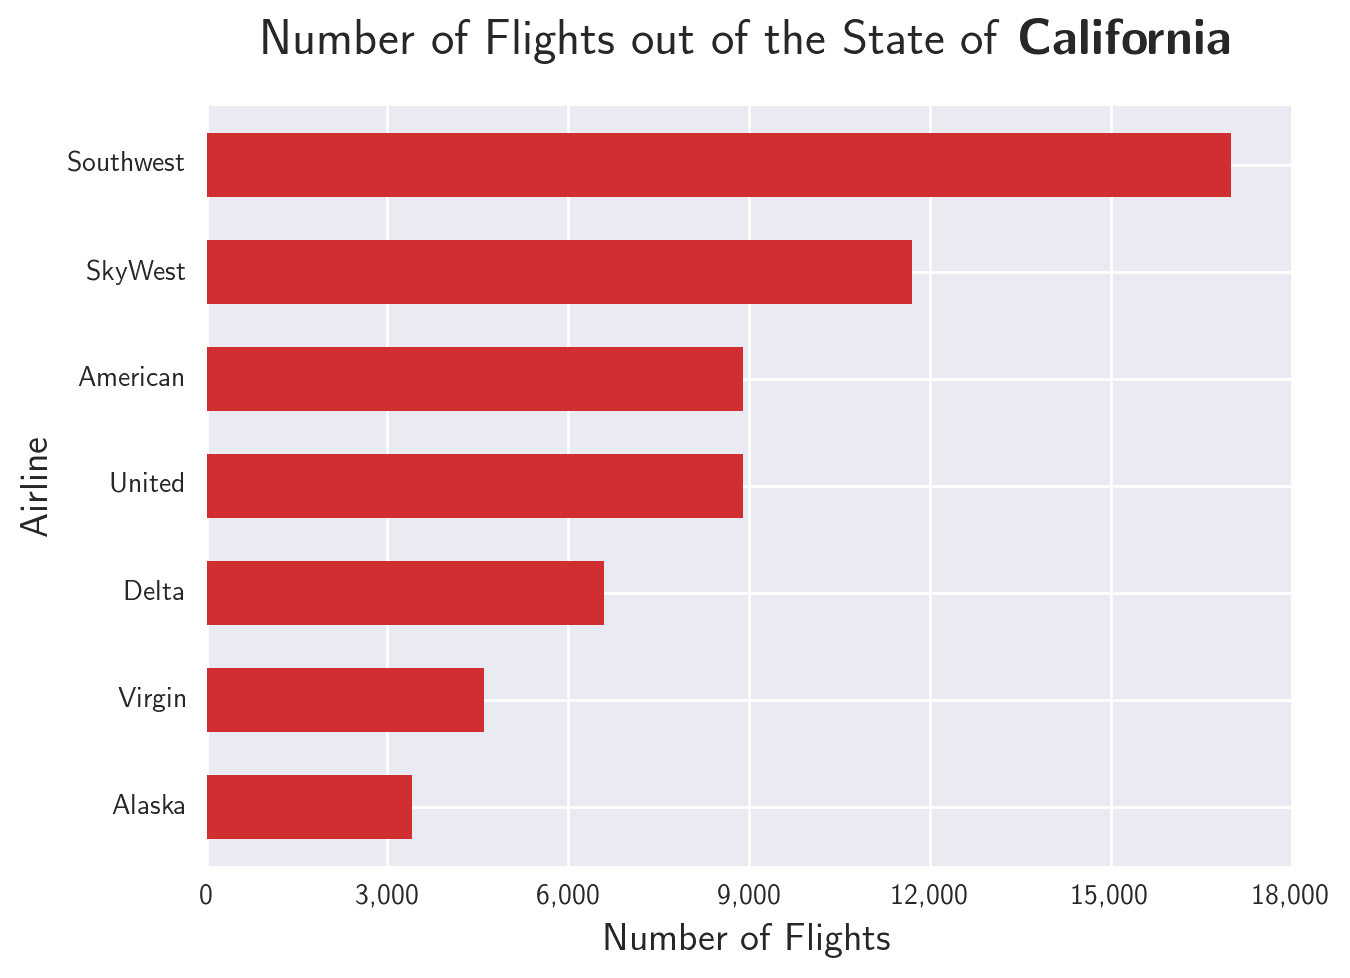 Number of Flights out of the State of California
Southwest
SkyWest
American
United
Delta
Virgin
Alaska
Airline
0 3,000 6,000 9,000 12,000 15,000 18,000
Number of Flights